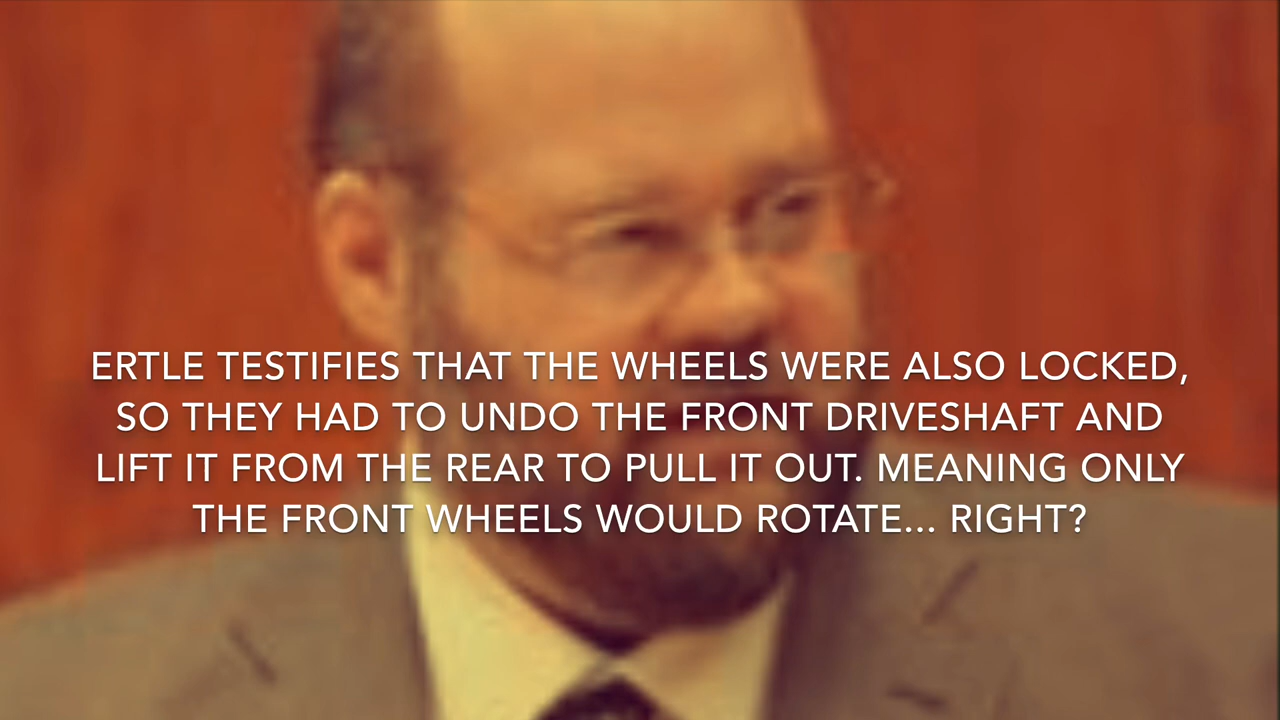 ERTLE TESTIFIES THAT THE WHEELS WERE ALSO LOCKED,
SO THEY HAD TO UNDO THE FRONT DRIVESHAFT AND
LIFT IT FROM THE REAR TO PULL IT OUT. MEANING ONLY
THE FRONT WHEELS WOULD ROTATE... RIGHT?